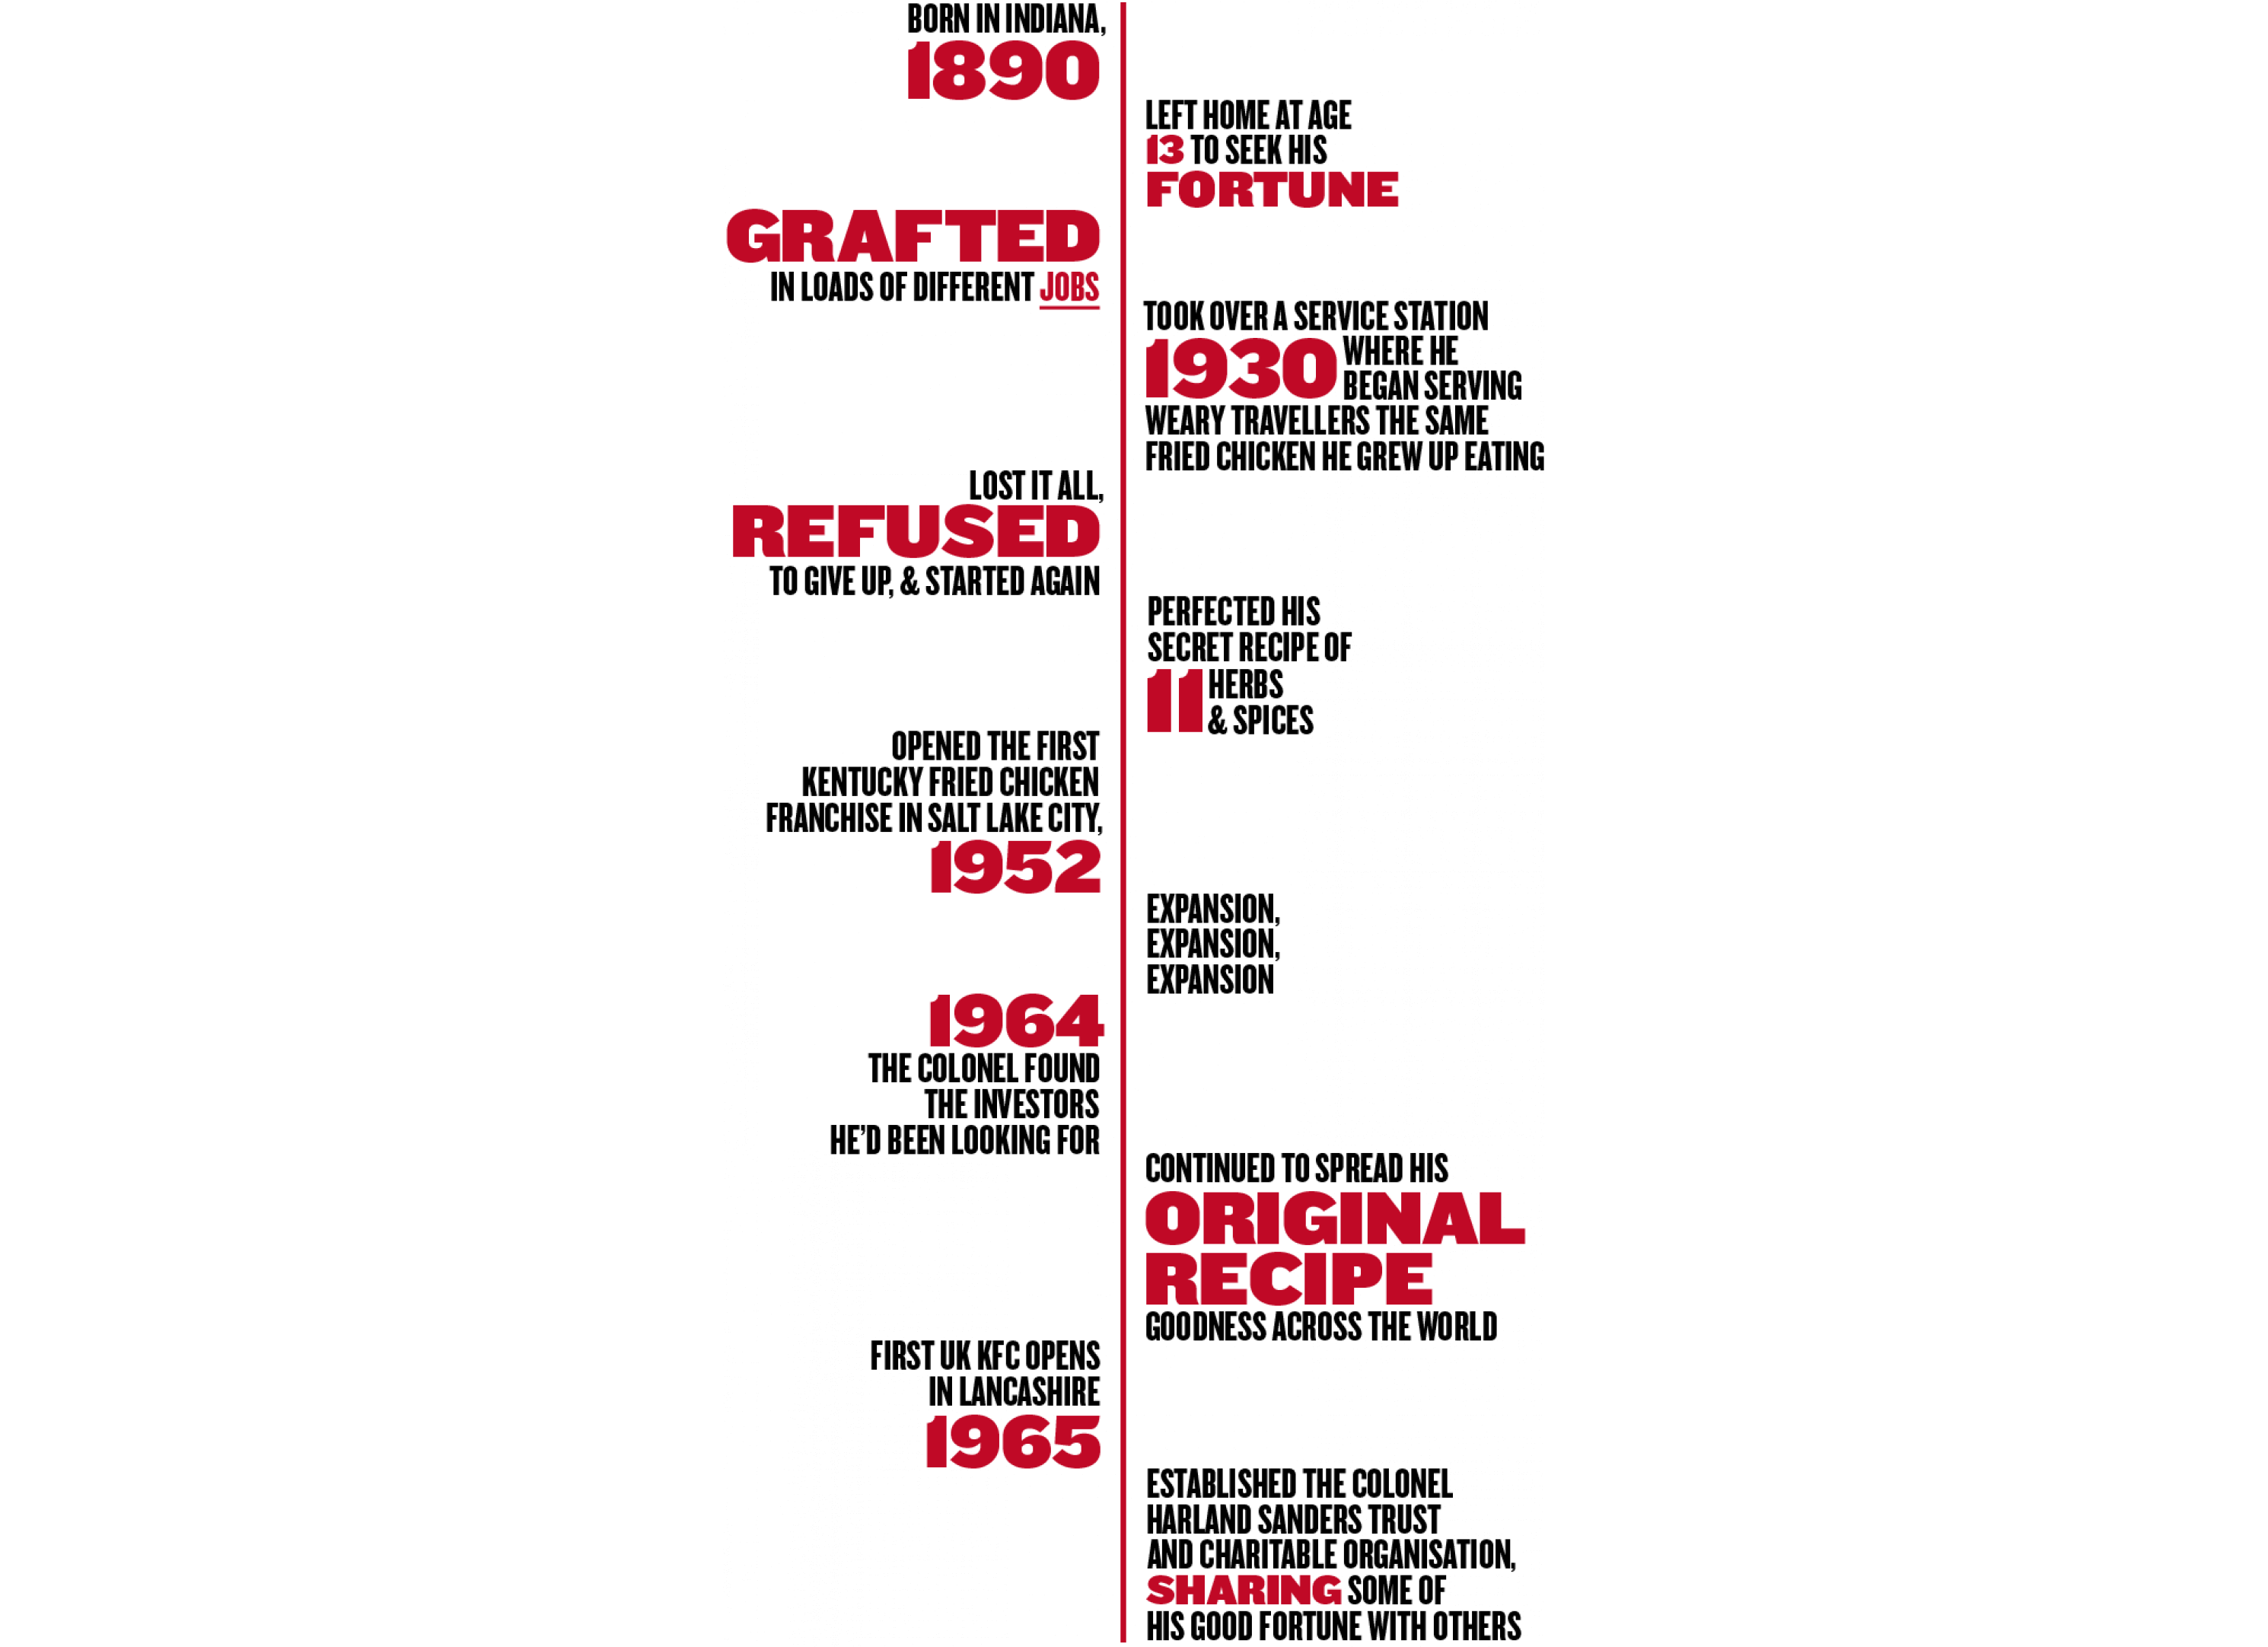 BORN IN INDIANA,
1890
LEFT HOME AT AGE
13 TO SEEK HIS
FORTUNE
GRAFTED
IN LOADS OF DIFFERENT JOBS
TOOK OVER A SERVICE STATION
1930 WHERE HE
BEGAN SERVING
WEARY TRAVELLERS THE SAME
FRIED CHICKEN HE GREW UP EATING
LOST IT ALL,
REFUSED
TO GIVE UP, & STARTED AGAIN
PERFECTED HIS
SECRET RECIPE OF
11 HERBS
& SPICES
OPENED THE FIRST
KENTUCKY FRIED CHICKEN
FRANCHISE IN SALT LAKE CITY,
1952
EXPANSION,
EXPANSION,
EXPANSION
1964
THE COLONEL FOUND
THE INVESTORS
HE'D BEEN LOOKING FOR
CONTINUED TO SPREAD HIS
ORIGINAL
RECIPE
GOODNESS ACROSS THE WORLD
FIRST UK KFC OPENS
IN LANCASHIRE
1965
ESTABLISHED THE COLONEL
HARLAND SANDERS TRUST
AND CHARITABLE ORGANISATION,
SHARING SOME OF
HIS GOOD FORTUNE WITH OTHERS